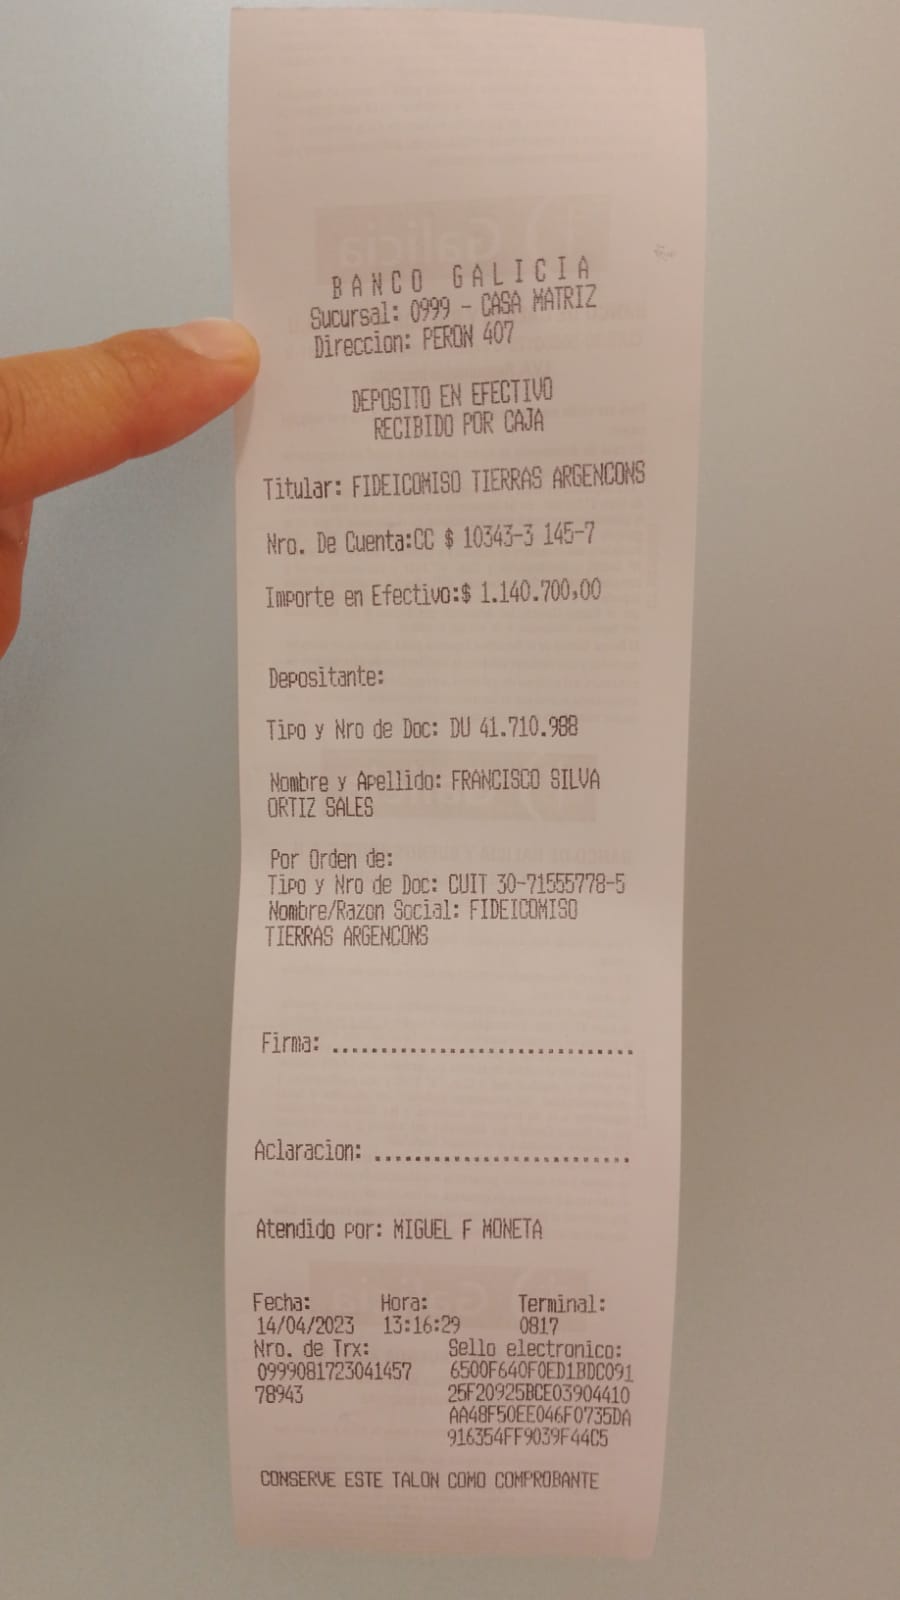 BANCO GALICIA
Sucursal: 0999 - CASA MATRIZ
Direccion: PERON 407
DEPOSITO EN EFECTIVO
RECIBIDO POR CAJA
Titular: FIDEICOMISO TIERRAS ARGENCONS
Nro. De Cuenta:CC $ 10343-3 145-7
Importe en Efectivo:$ 1.140.700,00
Depositante:
Tipo y Nro de Doc: DU 41.710.988
Nombre y Apellido: FRANCISCO SILVA
ORTIZ SALES
Por Orden de:
Tipo y Nro de Doc: CUIT 30-71555778-5
Nombre/Razon Social: FIDEICOMISO
TIERRAS ARGENCONS
Firma: ..............................
Aclaracion: ..........................
Atendido por: MIGUEL F MONETA
Fecha: Hora: Terminal:
14/04/2023 13:16:29 0817
Nro. de Trx: Sello electronico:
0999081723041457 6500F640F0ED1BDC091
78943 25F20925BCE03904410
AA48F50EE046F0735DA
916354FF9039F44C5
CONSERVE ESTE TALON COMO COMPROBANTE